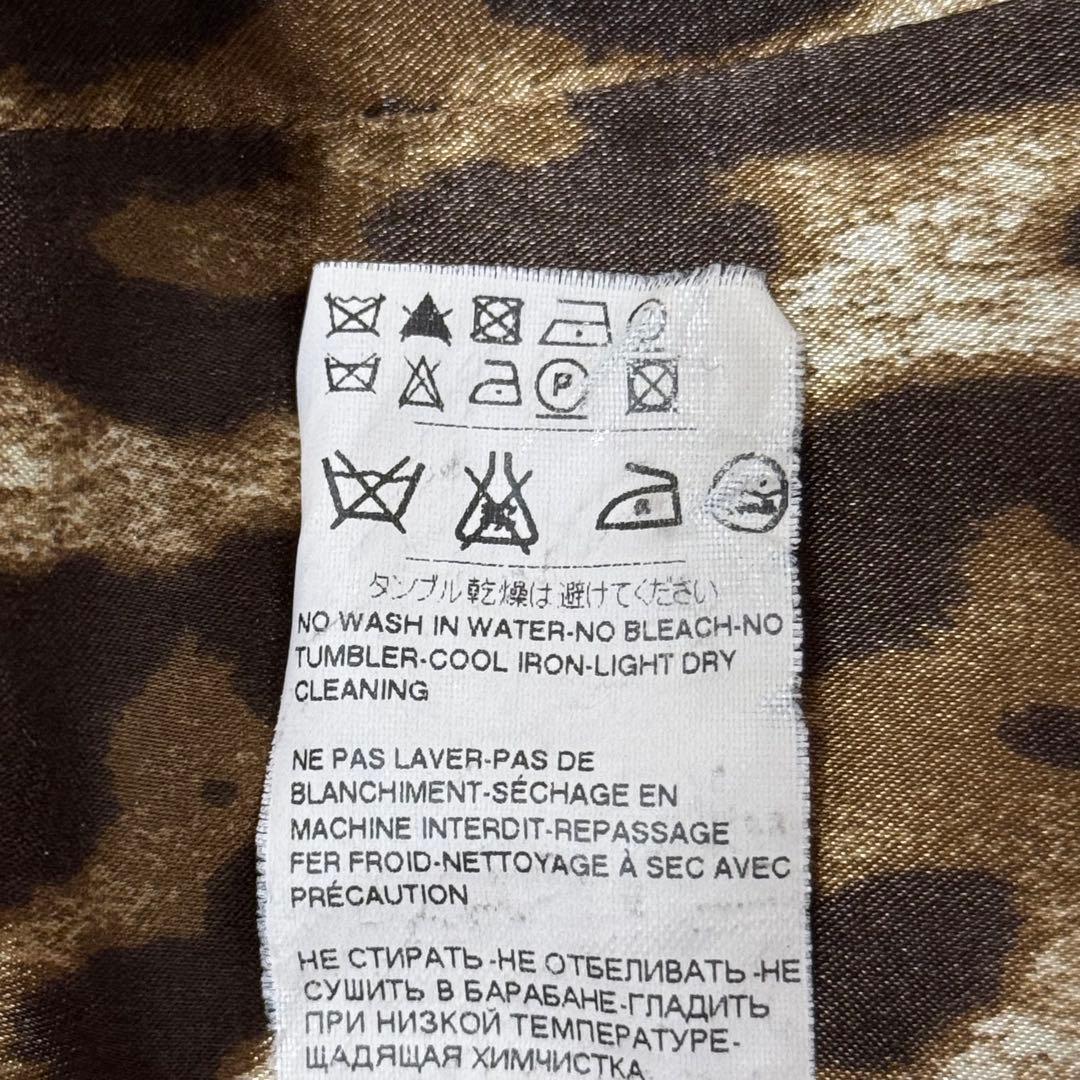 P
タンブル乾燥は避けてください
NO WASH IN WATER-NO BLEACH-NO
TUMBLER-COOL IRON-LIGHT DRY
CLEANING
NE PAS LAVER-PAS DE
BLANCHIMENT-SÉCHAGE EN
MACHINE INTERDIT-REPASSAGE
FER FROID-NETTOYAGE À SEC AVEC
PRÉCAUTION
НЕ СТИРАТЬ-НЕ ОТБЕЛИВАТЬ-НЕ
СУШИТЬ В БАРАБАНЕ-ГЛАДИТЬ
ПРИ НИЗКОЙ ТЕМПЕРАТУРЕ-
ЩАДЯЩАЯ ХИМЧИСТКА